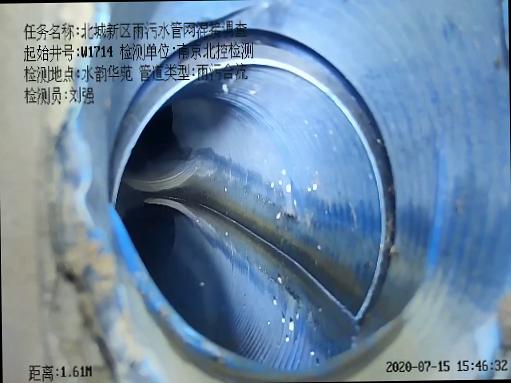 任务名称:北城新区雨污水管网排查调查
起始井号:W1714 检测单位:南京北控检测
检测地点:水韵华苑 管道类型:雨污合流
检测员:刘强
距离:1.61M
2020-07-15 15:46:32